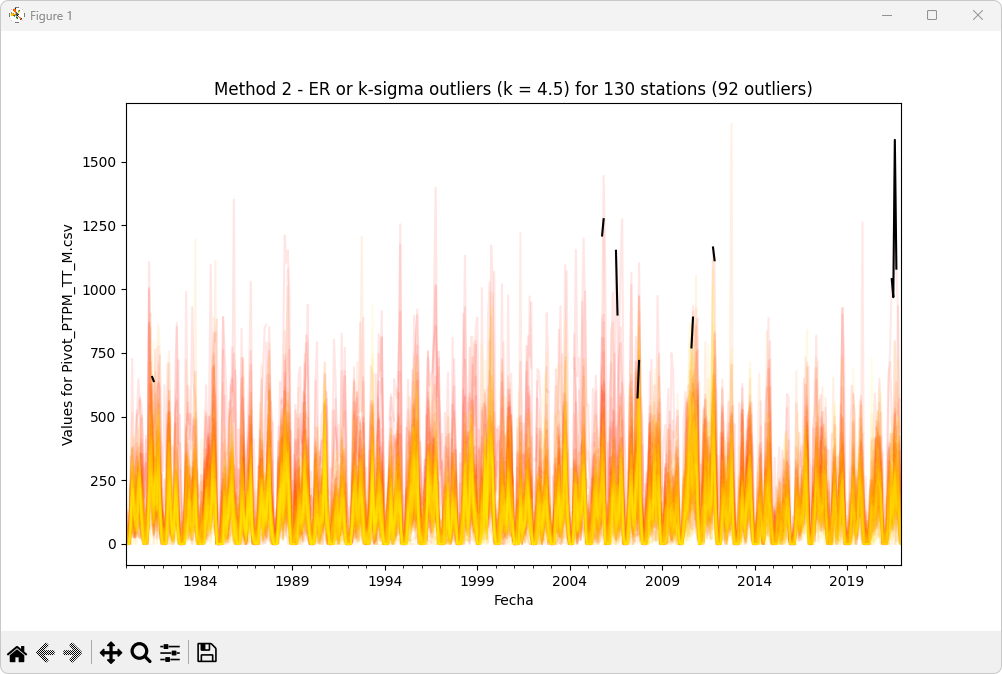 Figure 1
Method 2 - ER or k-sigma outliers (k = 4.5) for 130 stations (92 outliers)
Values for Pivot_PTPM_TT_M.csv
1500
1250
1000
750
500
250
0
1984 1989 1994 1999 2004 2009 2014 2019
Fecha